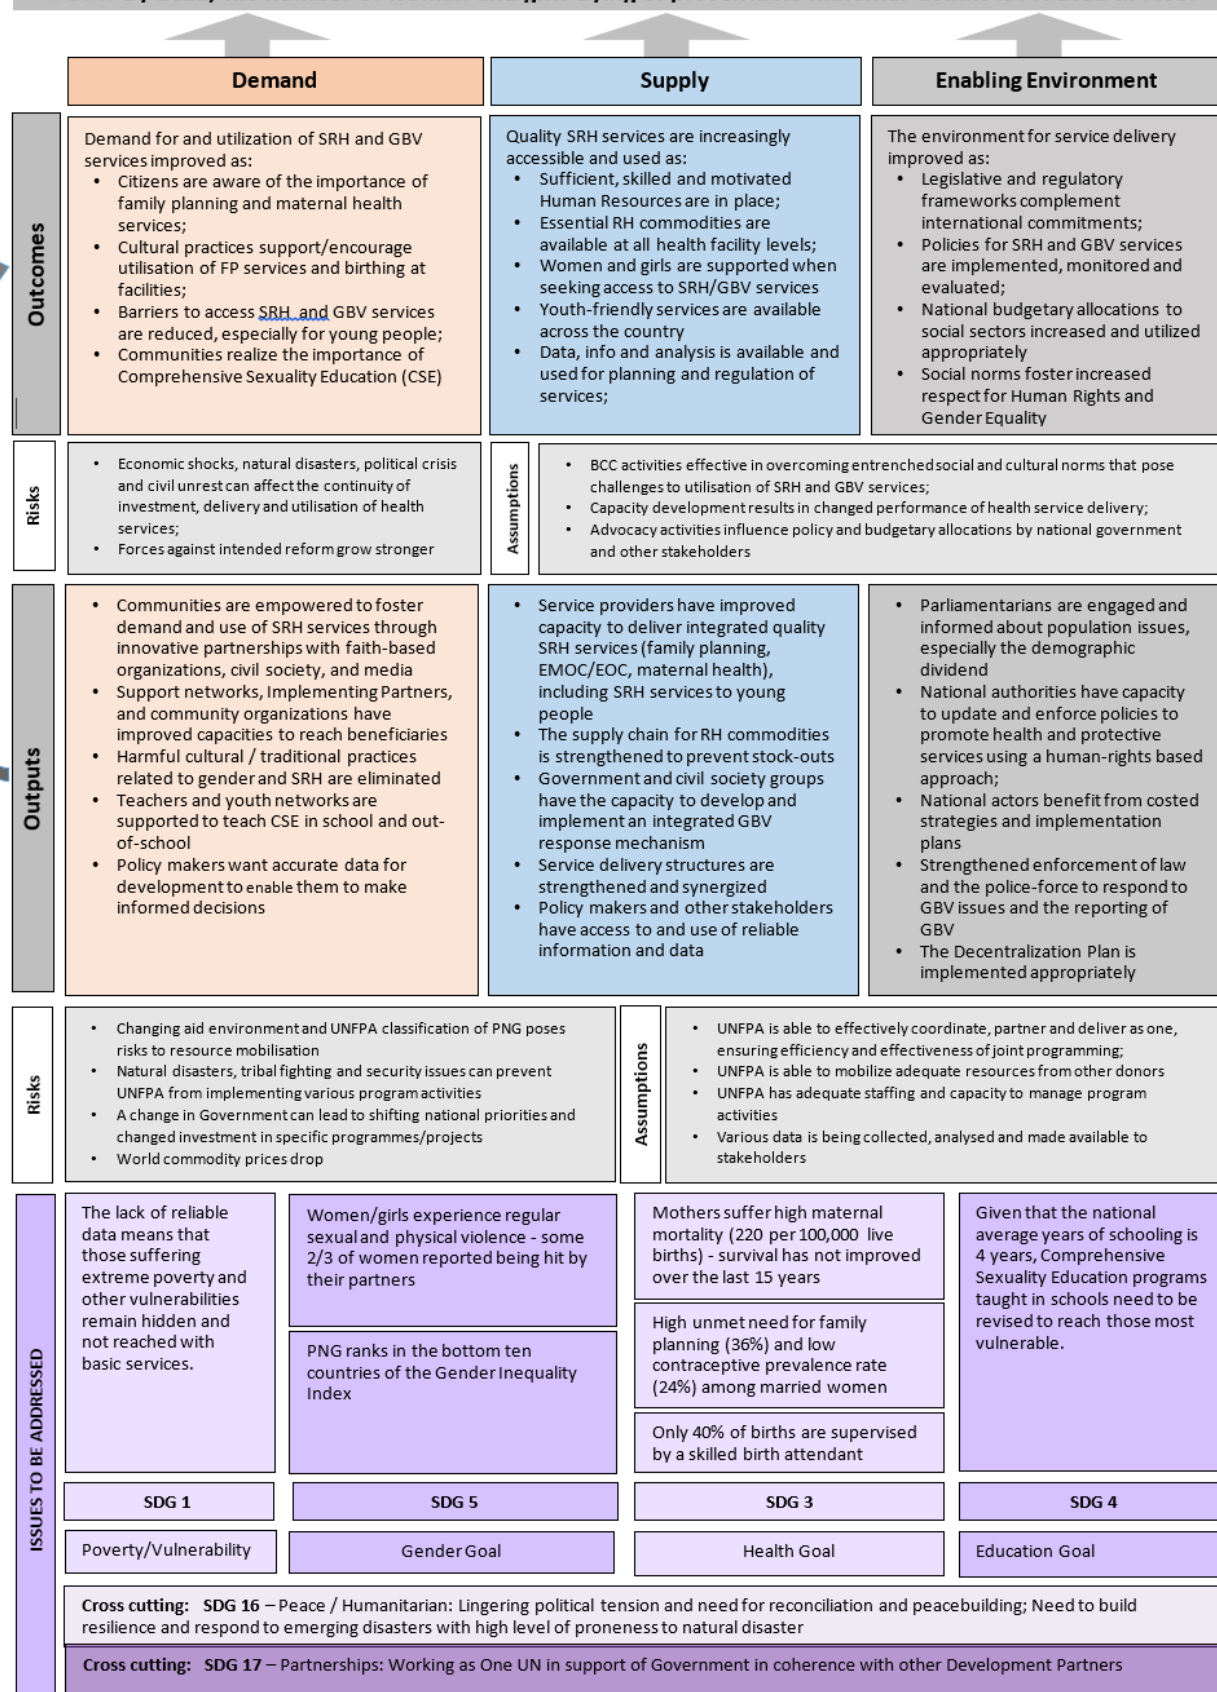 Demand
Supply
Enabling Environment
Outcomes
Demand for and utilization of SRH and GBV
services improved as:
• Citizens are aware of the importance of
family planning and maternal health
services;
• Cultural practices support/encourage
utilisation of FP services and birthing at
facilities;
• Barriers to access SRH and GBV services
are reduced, especially for young people;
• Communities realize the importance of
Comprehensive Sexuality Education (CSE)
Quality SRH services are increasingly
accessible and used as:
• Sufficient, skilled and motivated
Human Resources are in place;
• Essential RH commodities are
available at all health facility levels;
• Women and girls are supported when
seeking access to SRH/GBV services
• Youth-friendly services are available
across the country
• Data, info and analysis is available and
used for planning and regulation of
services;
The environment for service delivery
improved as:
• Legislative and regulatory
frameworks complement
international commitments;
• Policies for SRH and GBV services
are implemented, monitored and
evaluated;
• National budgetary allocations to
social sectors increased and utilized
appropriately
• Social norms foster increased
respect for Human Rights and
Gender Equality
Risks
• Economic shocks, natural disasters, political crisis
and civil unrest can affect the continuity of
investment, delivery and utilisation of health
services;
• Forces against intended reform grow stronger
Assumptions
• BCC activities effective in overcoming entrenched social and cultural norms that pose
challenges to utilisation of SRH and GBV services;
• Capacity development results in changed performance of health service delivery;
• Advocacy activities influence policy and budgetary allocations by national government
and other stakeholders
Outputs
• Communities are empowered to foster
demand and use of SRH services through
innovative partnerships with faith-based
organizations, civil society, and media
• Support networks, Implementing Partners,
and community organizations have
improved capacities to reach beneficiaries
• Harmful cultural / traditional practices
related to gender and SRH are eliminated
• Teachers and youth networks are
supported to teach CSE in school and out-
of-school
• Policy makers want accurate data for
development to enable them to make
informed decisions
• Service providers have improved
capacity to deliver integrated quality
SRH services (family planning,
EMOC/EOC, maternal health),
including SRH services to young
people
• The supply chain for RH commodities
is strengthened to prevent stock-outs
• Government and civil society groups
have the capacity to develop and
implement an integrated GBV
response mechanism
• Service delivery structures are
strengthened and synergized
• Policy makers and other stakeholders
have access to and use of reliable
information and data
• Parliamentarians are engaged and
informed about population issues,
especially the demographic
dividend
• National authorities have capacity
to update and enforce policies to
promote health and protective
services using a human-rights based
approach;
• National actors benefit from costed
strategies and implementation
plans
• Strengthened enforcement of law
and the police-force to respond to
GBV issues and the reporting of
GBV
• The Decentralization Plan is
implemented appropriately
Risks
• Changing aid environment and UNFPA classification of PNG poses
risks to resource mobilisation
• Natural disasters, tribal fighting and security issues can prevent
UNFPA from implementing various program activities
• A change in Government can lead to shifting national priorities and
changed investment in specific programmes/projects
• World commodity prices drop
Assumptions
• UNFPA is able to effectively coordinate, partner and deliver as one,
ensuring efficiency and effectiveness of joint programming;
• UNFPA is able to mobilize adequate resources from other donors
• UNFPA has adequate staffing and capacity to manage program
activities
• Various data is being collected, analysed and made available to
stakeholders
ISSUES TO BE ADDRESSED
The lack of reliable
data means that
those suffering
extreme poverty and
other vulnerabilities
remain hidden and
not reached with
basic services.
Women/girls experience regular
sexual and physical violence - some
2/3 of women reported being hit by
their partners
PNG ranks in the bottom ten
countries of the Gender Inequality
Index
Mothers suffer high maternal
mortality (220 per 100,000 live
births) - survival has not improved
over the last 15 years
High unmet need for family
planning (36%) and low
contraceptive prevalence rate
(24%) among married women
Only 40% of births are supervised
by a skilled birth attendant
Given that the national
average years of schooling is
4 years, Comprehensive
Sexuality Education programs
taught in schools need to be
revised to reach those most
vulnerable.
SDG 1
SDG 5
SDG 3
SDG 4
Poverty/Vulnerability
Gender Goal
Health Goal
Education Goal
Cross cutting: SDG 16 – Peace / Humanitarian: Lingering political tension and need for reconciliation and peacebuilding; Need to build
resilience and respond to emerging disasters with high level of proneness to natural disaster
Cross cutting: SDG 17 – Partnerships: Working as One UN in support of Government in coherence with other Development Partners